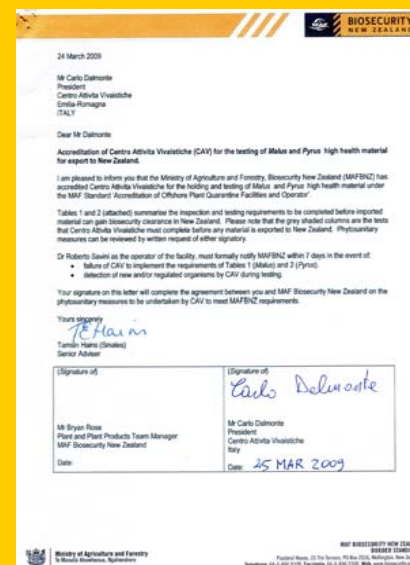 BIOSECURITY
NEW ZEALAND
24 March 2009
Mr Carlo Dalmonte
President
Centro Attivita Vivaistiche
Emilia-Romagna
ITALY
Dear Mr Dalmonte
Accreditation of Centro Attivita Vivaistiche (CAV) for the testing of Malus and Pyrus high health material
for export to New Zealand.
I am pleased to inform you that the Ministry of Agriculture and Forestry, Biosecurity New Zealand (MAFBNZ) has
accredited Centro Attivita Vivaistiche for the holding and testing of Malus and Pyrus high health material under
the MAF Standard 'Accreditation of Offshore Plant Quarantine Facilities and Operator'.
Tables 1 and 2 (attached) summarise the inspection and testing requirements to be completed before imported
material can gain biosecurity clearance in New Zealand. Please note that the grey shaded columns are the tests
that Centro Attivita Vivaistiche must complete before any material is exported to New Zealand. Phytosanitary
measures can be reviewed by written request of either signatory.
Dr Roberto Savini as the operator of the facility, must formally notify MAFBNZ within 7 days in the event of:
• failure of CAV to implement the requirements of Tables 1 (Malus) and 2 (Pyrus).
• detection of new and/or regulated organisms by CAV during testing.
Your signature on this letter will complete the agreement between you and MAF Biosecurity New Zealand on the
phytosanitary measures to be undertaken by CAV to meet MAFBNZ requirements.
Yours sincerely
Hains (Smales)
Senior Adviser
(Signature of)
Mr Bryan Rose
Plant and Plant Products Team Manager
MAF Biosecurity New Zealand
Date:
(Signature of)
Carlo Dalmonte
Mr Carlo Dalmonte
President
Centro Attivita Vivaistiche
Italy
Date: 25 MAR 2009
Ministry of Agriculture and Forestry
MAF BIOSECURITY NEW ZEA